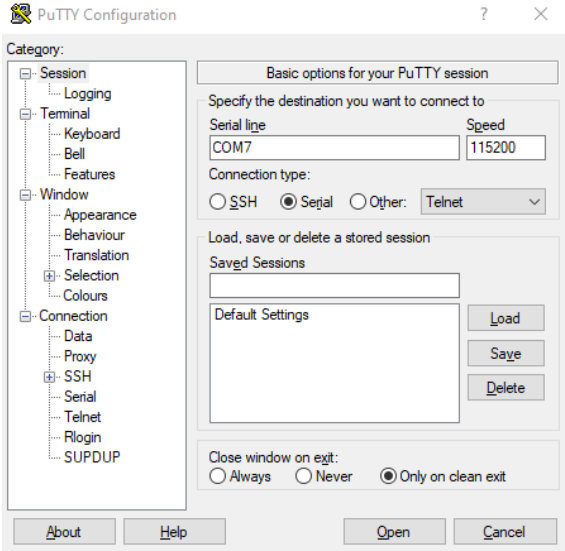 PuTTY Configuration
?
Category:
Session
Logging
Terminal
Keyboard
Bell
Features
Window
Appearance
Behaviour
Translation
Selection
Colours
Connection
Data
Proxy
SSH
Serial
Telnet
Rlogin
SUPDUP
Basic options for your PuTTY session
Specify the destination you want to connect to
Serial line Speed
COM7 115200
Connection type:
SSH Serial Other: Telnet
Load, save or delete a stored session
Saved Sessions
Default Settings
Load
Save
Delete
Close window on exit:
Always Never Only on clean exit
About Help Open Cancel